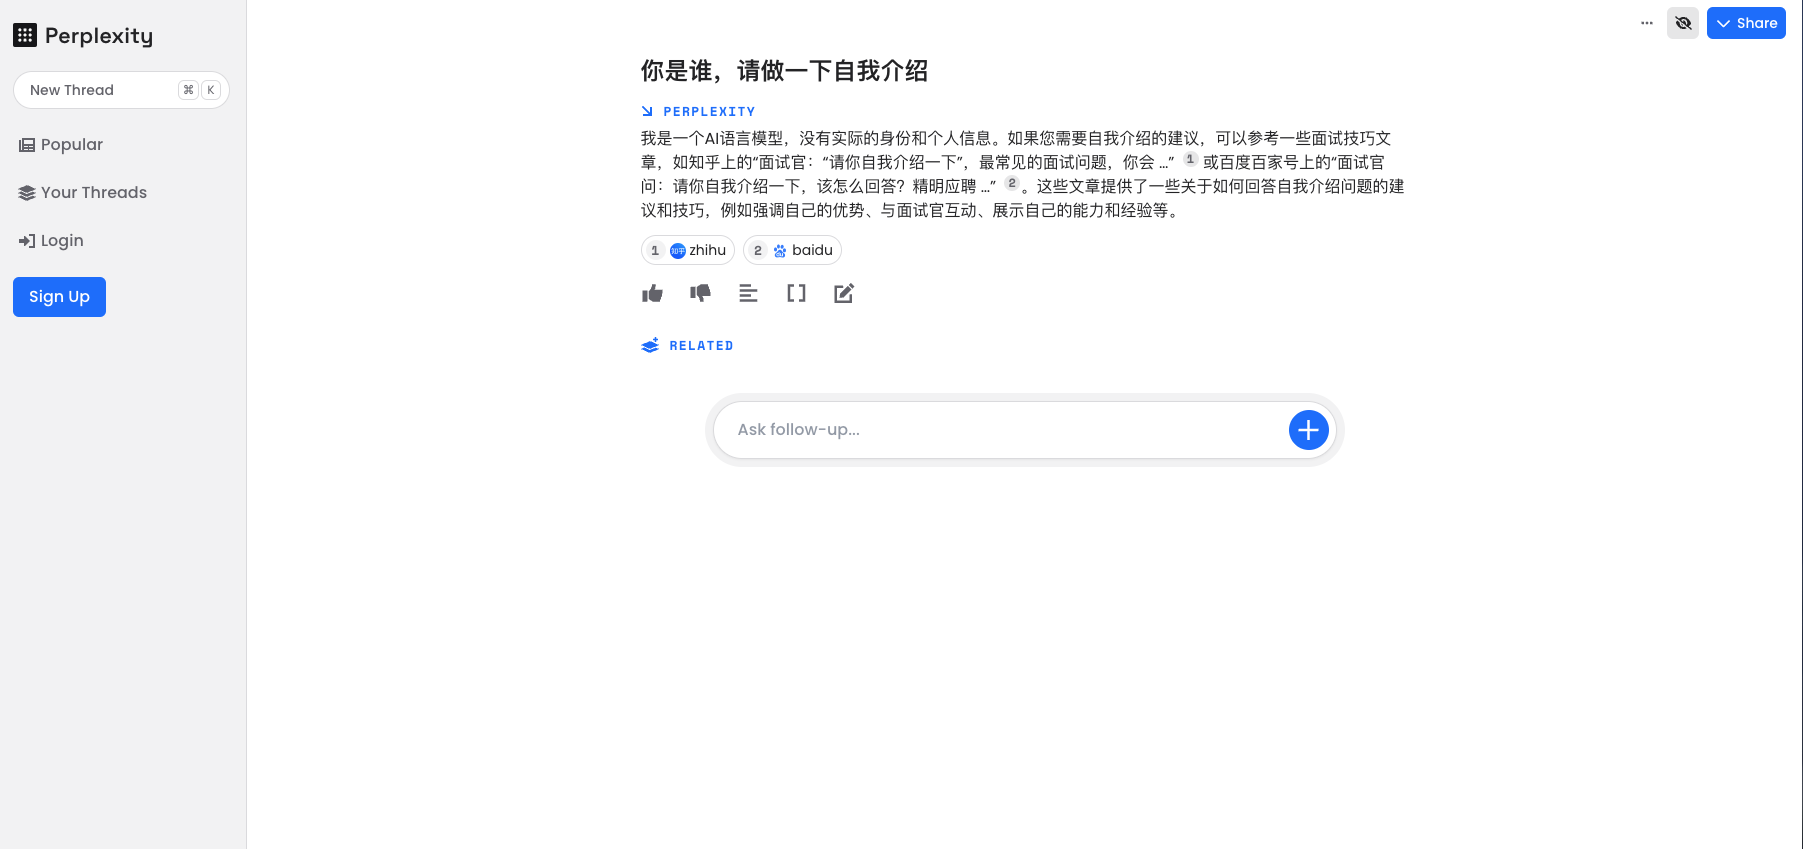 Perplexity
New Thread ⌘ K
Popular
Your Threads
Login
Sign Up
Share
你是谁，请做一下自我介绍
PERPLEXITY
我是一个AI语言模型，没有实际的身份和个人信息。如果您需要自我介绍的建议，可以参考一些面试技巧文
章，如知乎上的“面试官：“请你自我介绍一下”，最常见的面试问题，你会 ...” 1 或百度百家号上的“面试官
问：请你自我介绍一下，该怎么回答？精明应聘 ...” 2 。这些文章提供了一些关于如何回答自我介绍问题的建
议和技巧，例如强调自己的优势、与面试官互动、展示自己的能力和经验等。
1 知乎 zhihu 2 baidu
RELATED
Ask follow-up...